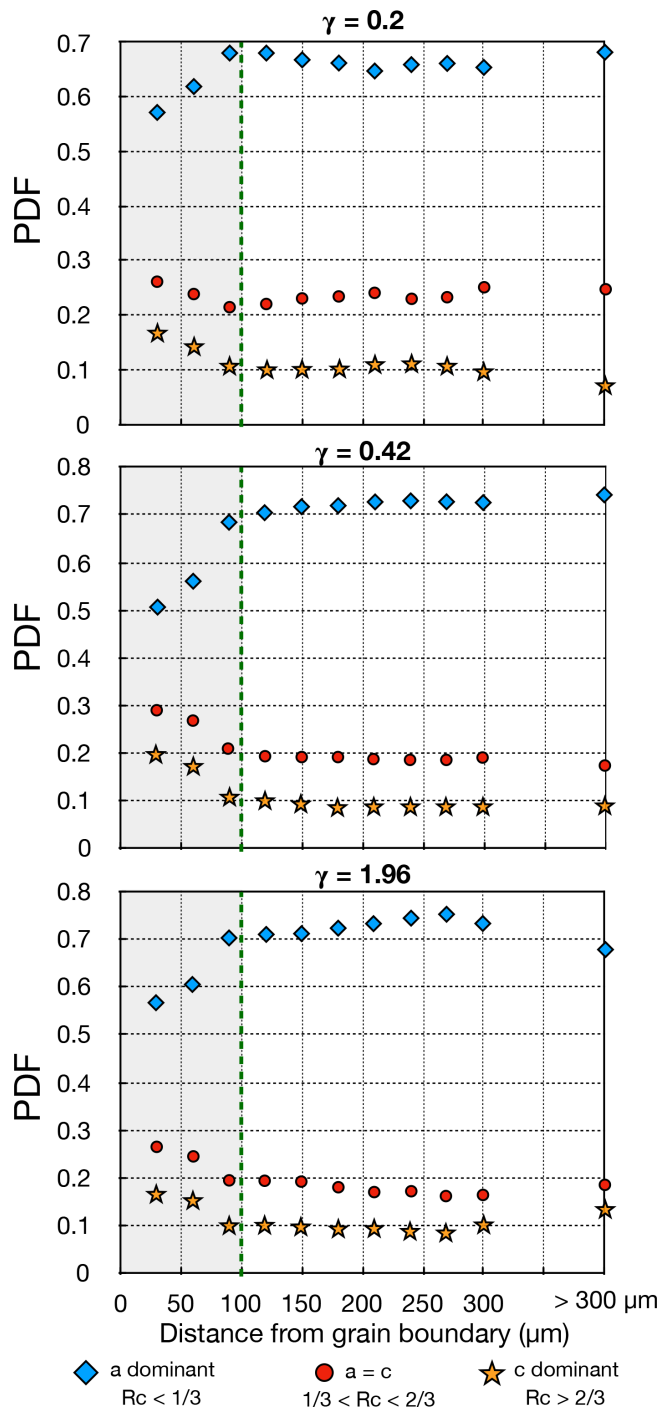 γ = 0.2
0.7
0.6
0.5
0.4
0.3
0.2
0.1
0
PDF
γ = 0.42
0.8
0.7
0.6
0.5
0.4
0.3
0.2
0.1
0
PDF
γ = 1.96
0.8
0.7
0.6
0.5
0.4
0.3
0.2
0.1
0
PDF
0 50 100 150 200 250 300 > 300 μm
Distance from grain boundary (μm)
a dominant a = c c dominant
Rc < 1/3 1/3 < Rc < 2/3 Rc > 2/3